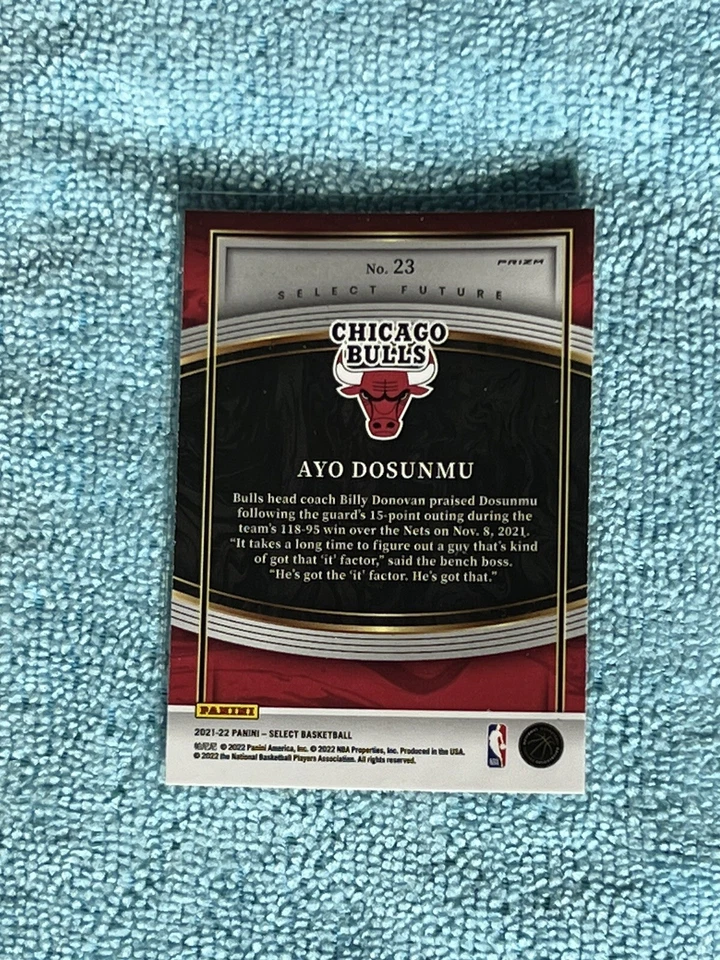 No. 23
PRIZM
SELECT FUTURE
CHICAGO
BULLS
AYO DOSUNMU
Bulls head coach Billy Donovan praised Dosunmu
following the guard's 15-point outing during the
team's 118-95 win over the Nets on Nov. 8, 2021.
"It takes a long time to figure out a guy that's kind
of got that 'it' factor," said the bench boss.
"He's got the 'it' factor. He's got that."
PANINI
2021-22 PANINI – SELECT BASKETBALL
帕尼尼 © 2022 Panini America, Inc. © 2022 NBA Properties, Inc. Produced in the USA.
© 2022 the National Basketball Players Association. All rights reserved.
NBA